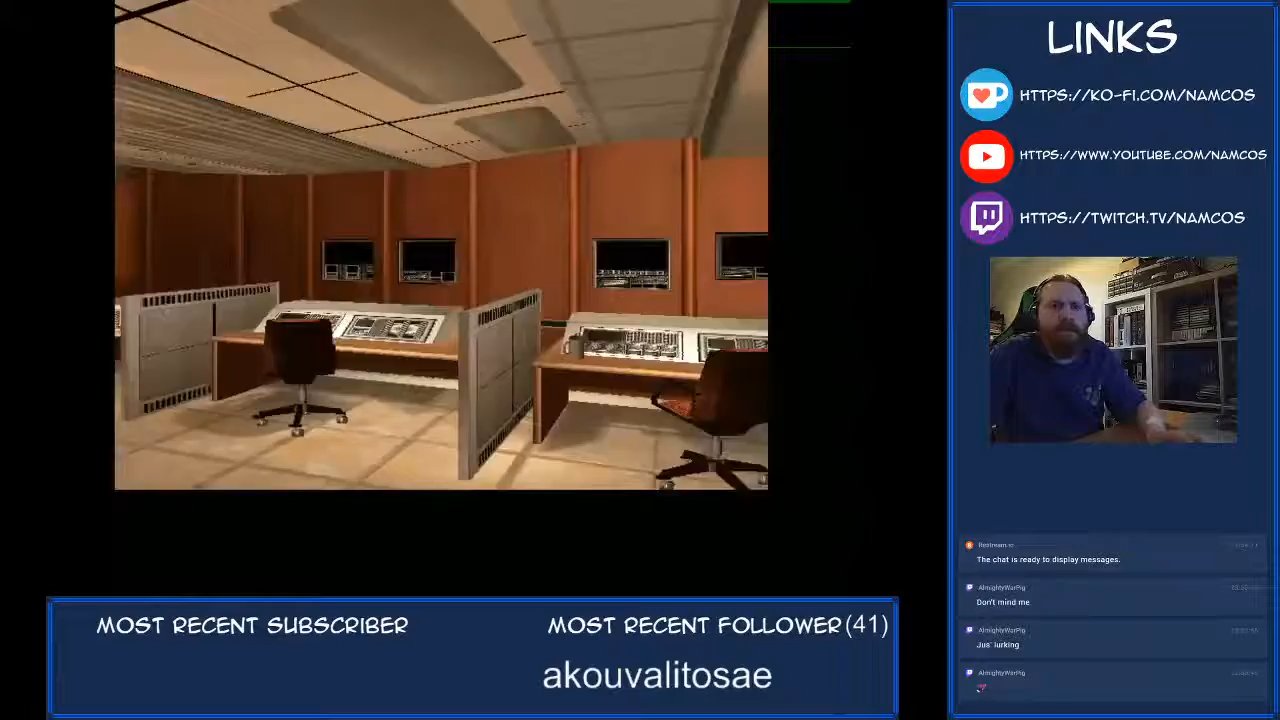 LINKS
HTTPS://KO-FI.COM/NAMCOS
HTTPS://WWW.YOUTUBE.COM/NAMCOS
HTTPS://TWITCH.TV/NAMCOS
Restream.io
The chat is ready to display messages.
AlmightyWarPig
Don't mind me
AlmightyWarPig
Jus' lurking
AlmightyWarPig
MOST RECENT SUBSCRIBER
MOST RECENT FOLLOWER (41)
akouvalitosae